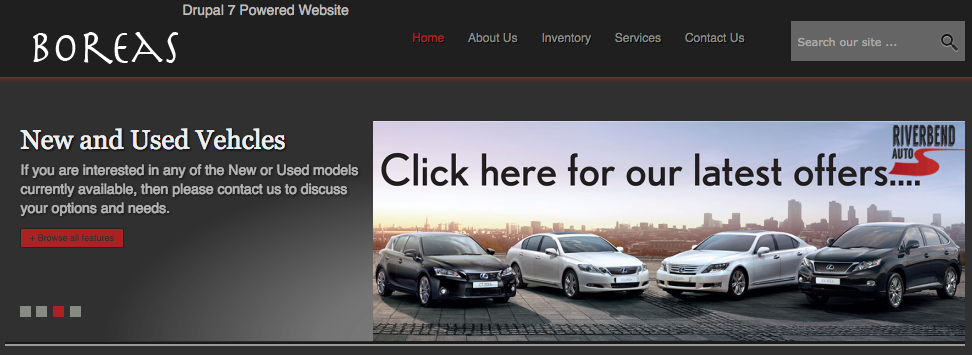 Drupal 7 Powered Website
BOREAS
Home About Us Inventory Services Contact Us
Search our site ...
New and Used Vehcles
If you are interested in any of the New or Used models
currently available, then please contact us to discuss
your options and needs.
+ Browse all features
RIVERBEND
AUTO
Click here for our latest offers....